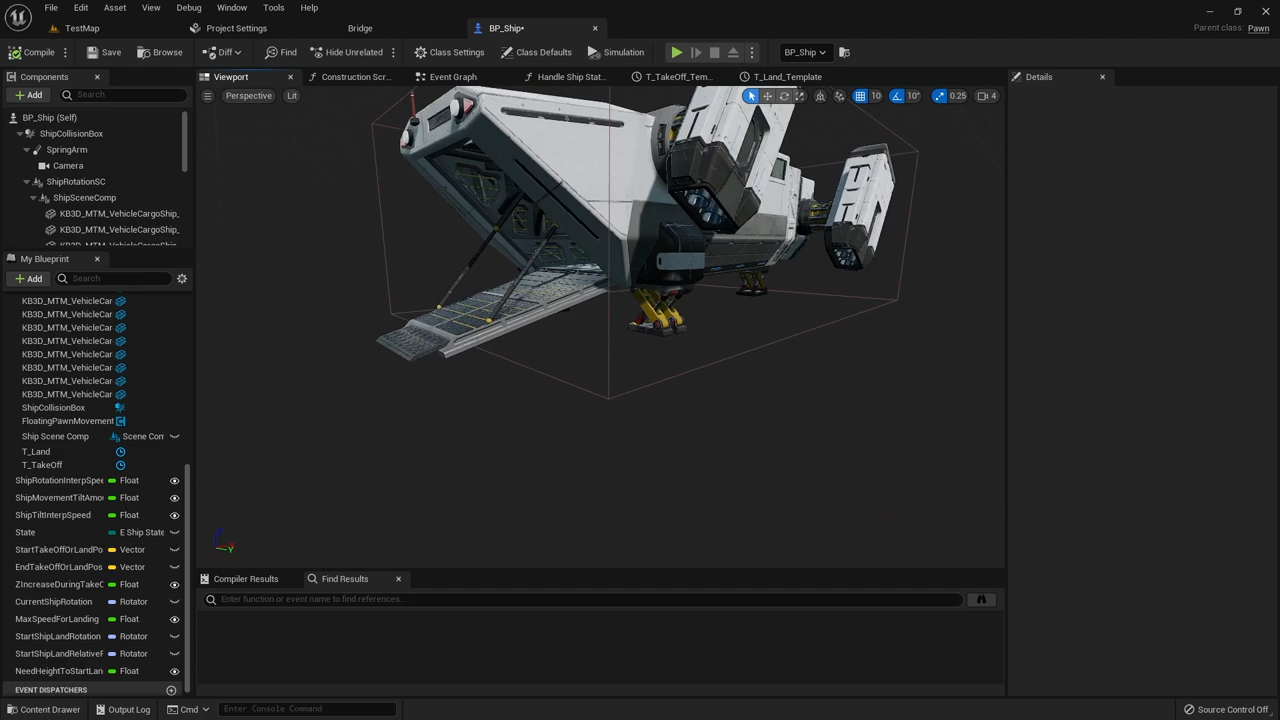 File Edit Asset View Debug Window Tools Help
TestMap
Project Settings
Bridge
BP_Ship•
Parent class: Pawn
Compile
Save
Browse
Diff
Find
Hide Unrelated
Class Settings
Class Defaults
Simulation
BP_Ship
Components
Viewport
Construction Scr...
Event Graph
Handle Ship Stat...
T_TakeOff_Tem...
T_Land_Template
Details
Add
Search
Perspective
Lit
10
10°
0.25
4
BP_Ship (Self)
ShipCollisionBox
SpringArm
Camera
ShipRotationSC
ShipSceneComp
KB3D_MTM_VehicleCargoShip_
KB3D_MTM_VehicleCargoShip_
KB3D_MTM_VehicleCargoShip_
My Blueprint
Add
Search
KB3D_MTM_VehicleCar
KB3D_MTM_VehicleCar
KB3D_MTM_VehicleCar
KB3D_MTM_VehicleCar
KB3D_MTM_VehicleCar
KB3D_MTM_VehicleCar
KB3D_MTM_VehicleCar
KB3D_MTM_VehicleCar
ShipCollisionBox
FloatingPawnMovement
Ship Scene Comp Scene Com
T_Land
T_TakeOff
ShipRotationInterpSpee Float
ShipMovementTiltAmou Float
ShipTiltInterpSpeed Float
State E Ship State
StartTakeOffOrLandPo Vector
EndTakeOffOrLandPos Vector
ZIncreaseDuringTakeO Float
CurrentShipRotation Rotator
MaxSpeedForLanding Float
StartShipLandRotation Rotator
StartShipLandRelativeR Rotator
NeedHeightToStartLan Float
EVENT DISPATCHERS
Z
Y
Compiler Results
Find Results
Enter function or event name to find references...
Content Drawer
Output Log
Cmd
Enter Console Command
Source Control Off